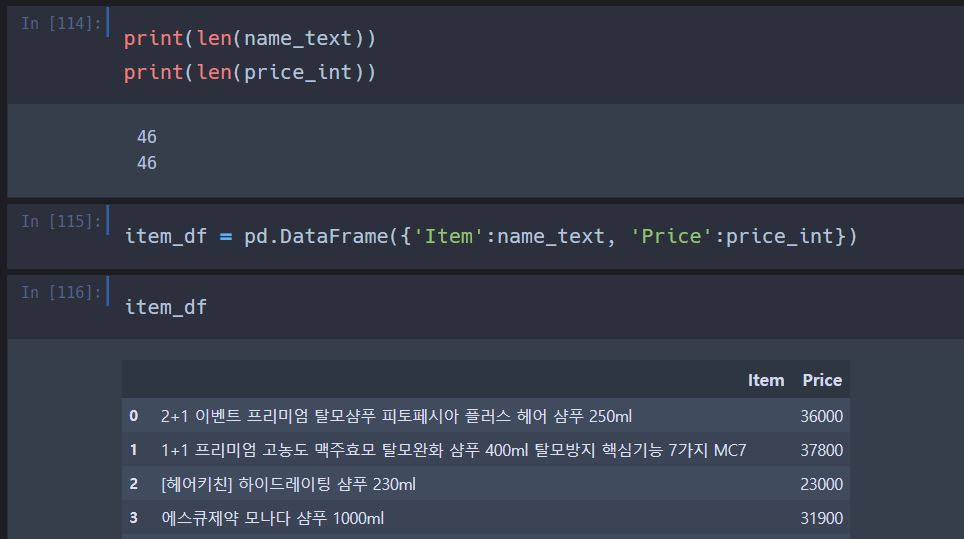 In [114]:
print(len(name_text))
print(len(price_int))
46
46
In [115]:
item_df = pd.DataFrame({'Item':name_text, 'Price':price_int})
In [116]:
item_df
Item Price
0 2+1 이벤트 프리미엄 탈모샴푸 피토페시아 플러스 헤어 샴푸 250ml 36000
1 1+1 프리미엄 고농도 맥주효모 탈모완화 샴푸 400ml 탈모방지 핵심기능 7가지 MC7 37800
2 [헤어키친] 하이드레이팅 샴푸 230ml 23000
3 에스큐제약 모나다 샴푸 1000ml 31900